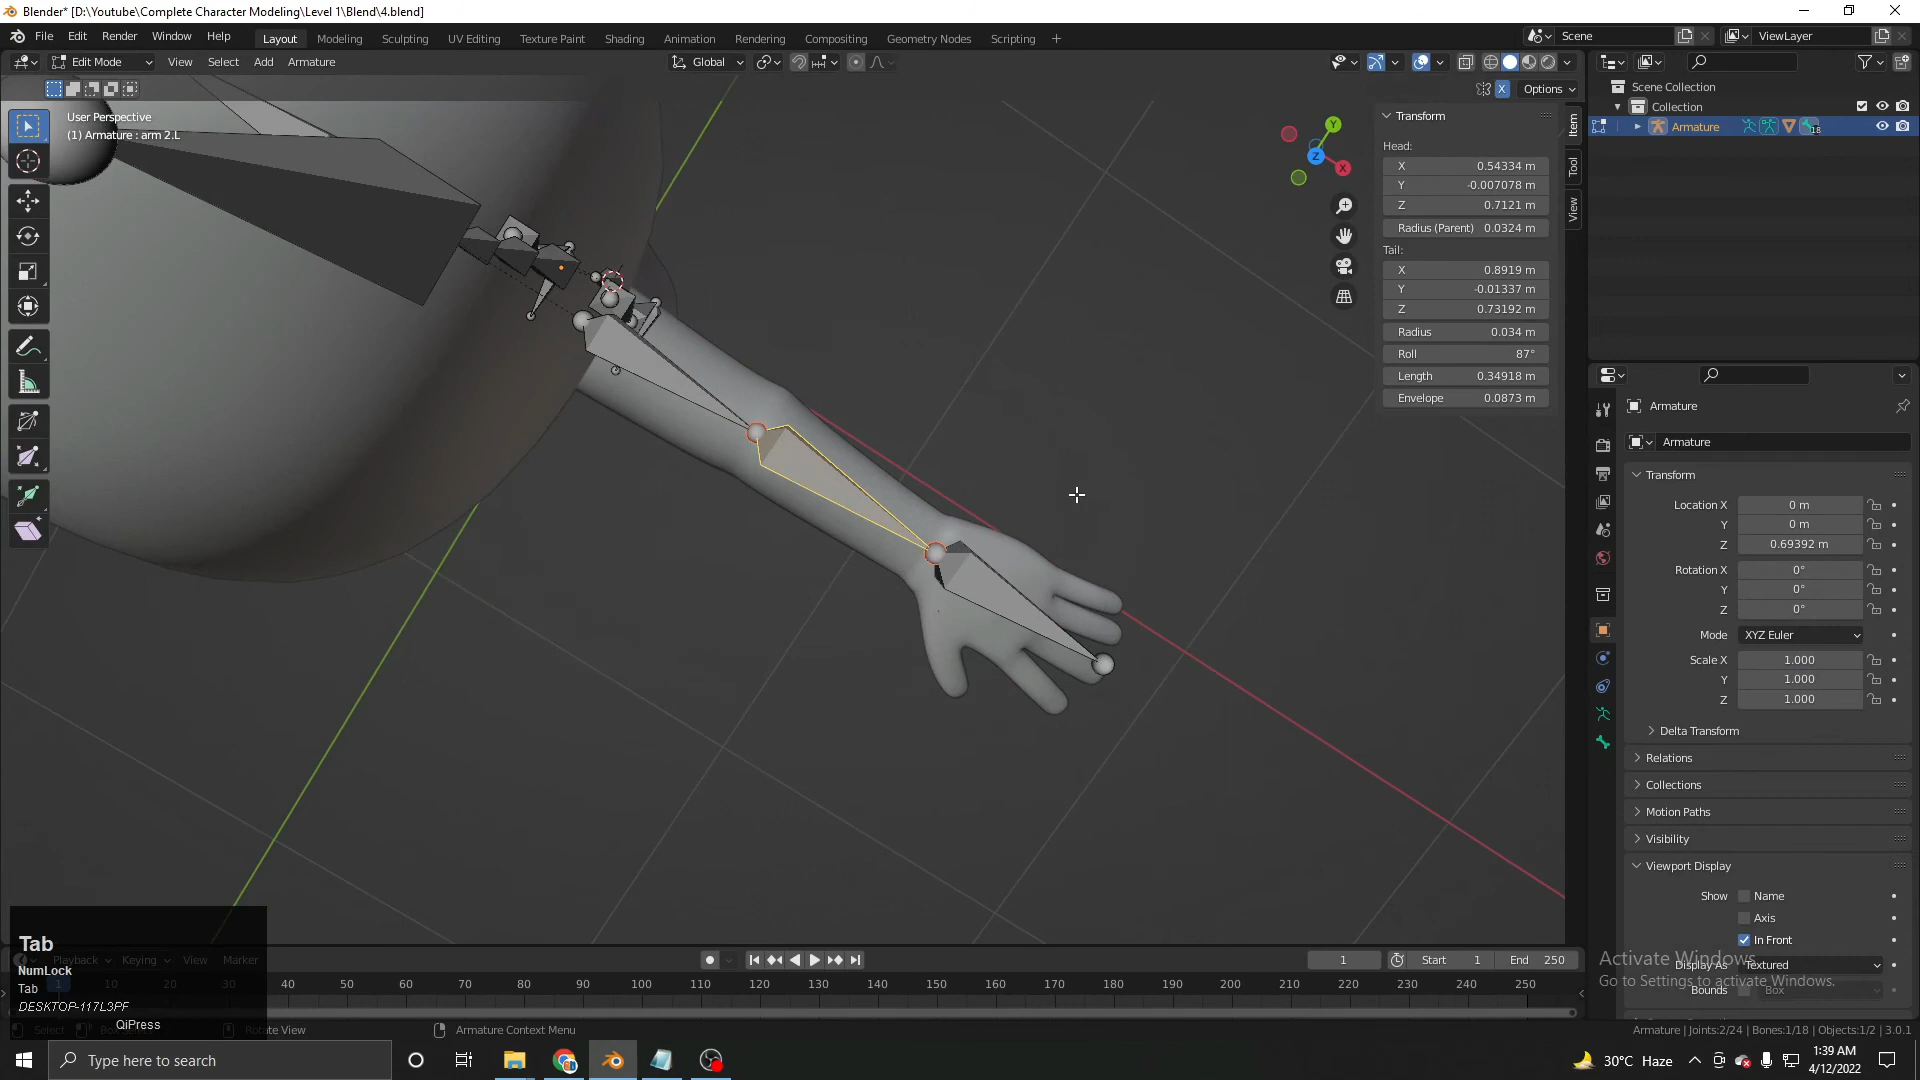 Blender* [D:\Youtube\Complete Character Modeling\Level 1\Blend\4.blend]
File Edit Render Window Help Layout Modeling Sculpting UV Editing Texture Paint Shading Animation Rendering Compositing Geometry Nodes Scripting + Scene ViewLayer
Edit Mode View Select Add Armature Global
X Options
User Perspective
(1) Armature : arm 2.L
Transform
Head:
X 0.54334 m
Y -0.007078 m
Z 0.7121 m
Radius (Parent) 0.0324 m
Tail:
X 0.8919 m
Y -0.01337 m
Z 0.73192 m
Radius 0.034 m
Roll 87°
Length 0.34918 m
Envelope 0.0873 m
Item
Tool
View
Y
Z
X
Scene Collection
Collection
Armature 18
Armature
Armature
Transform
Location X 0 m
Y 0 m
Z 0.69392 m
Rotation X 0°
Y 0°
Z 0°
Mode XYZ Euler
Scale X 1.000
Y 1.000
Z 1.000
Delta Transform
Relations
Collections
Motion Paths
Visibility
Viewport Display
Show Name
Axis
In Front
Display As Textured
Bounds Box
Activate Windows
Go to Settings to activate Windows.
Tab
NumLock
Tab
DESKTOP-117L3PF
QiPress
Playback Keying View Marker
1 Start 1 End 250
1 10 20 30 40 50 60 70 80 90 100 110 120 130 140 150 160 170 180 190 200 210 220 230 240 250
Select Rotate View Armature Context Menu
Armature | Joints:2/24 | Bones:1/18 | Objects:1/2 | 3.0.1
Type here to search
30°C Haze
1:39 AM
4/12/2022